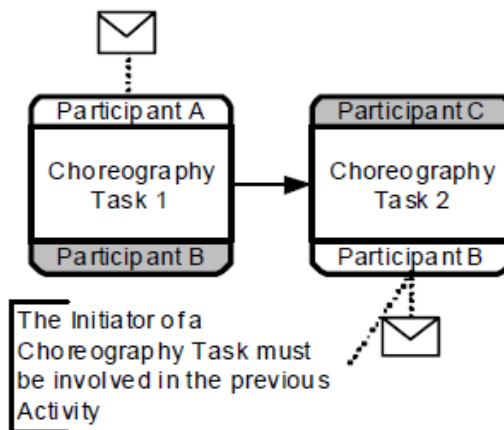 Participant A
Choreography
Task 1
Participant B
Participant C
Choreography
Task 2
Participant B
The Initiator of a
Choreography Task must
be involved in the previous
Activity